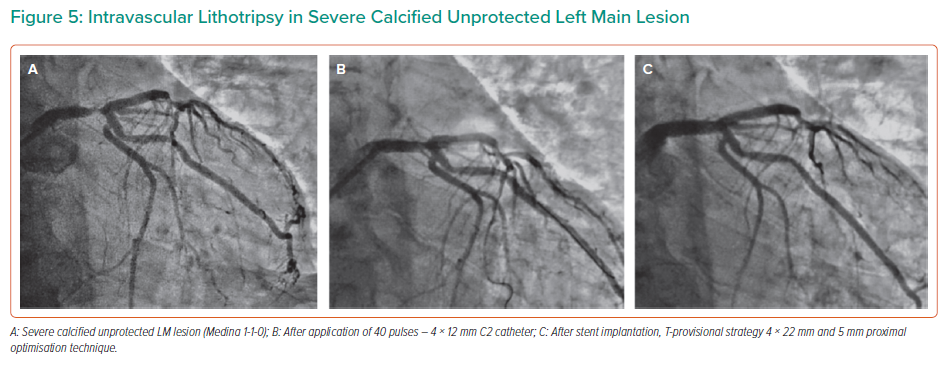 Figure 5: Intravascular Lithotripsy in Severe Calcified Unprotected Left Main Lesion
A
B
C
A: Severe calcified unprotected LM lesion (Medina 1-1-0); B: After application of 40 pulses – 4 × 12 mm C2 catheter; C: After stent implantation, T-provisional strategy 4 × 22 mm and 5 mm proximal
optimisation technique.